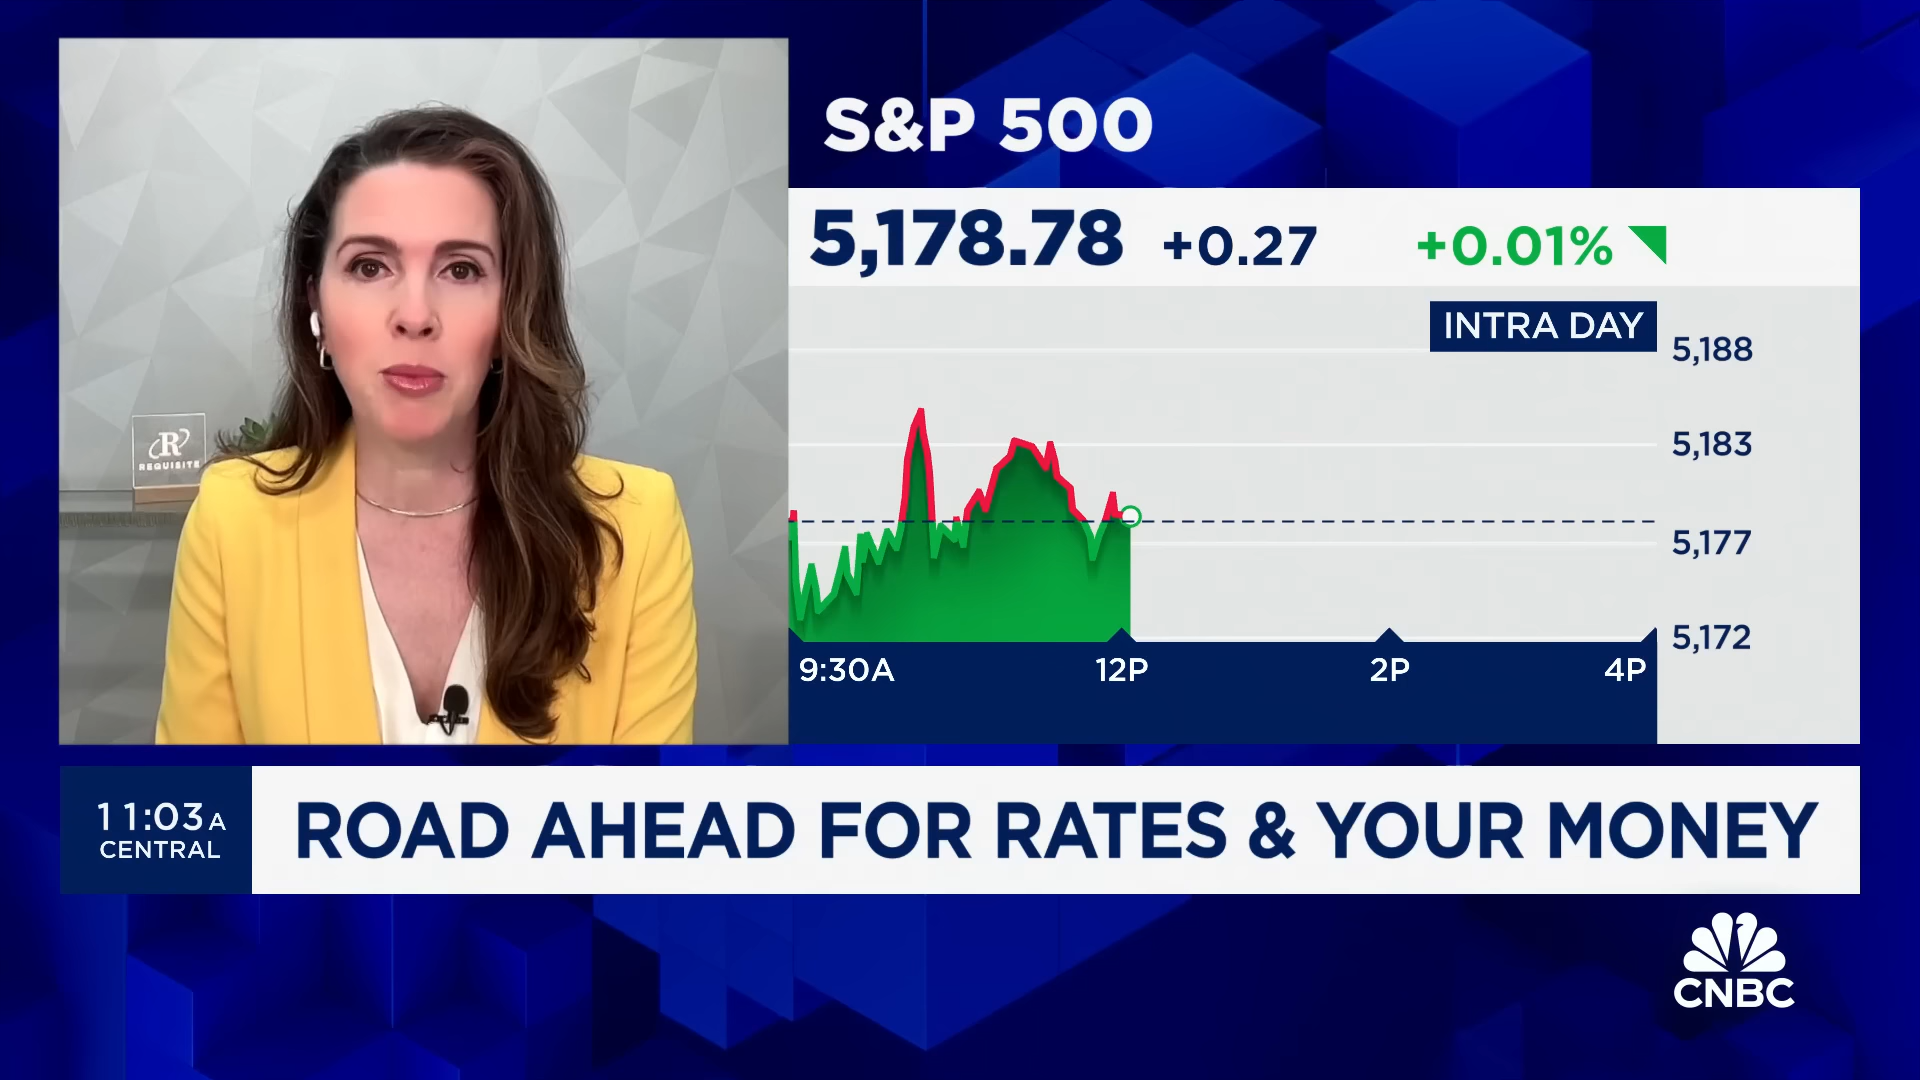 S&P 500
5,178.78 +0.27 +0.01%
INTRA DAY
5,188
5,183
5,177
5,172
9:30A 12P 2P 4P
R
REQUISITE
11:03A
CENTRAL
ROAD AHEAD FOR RATES & YOUR MONEY
CNBC